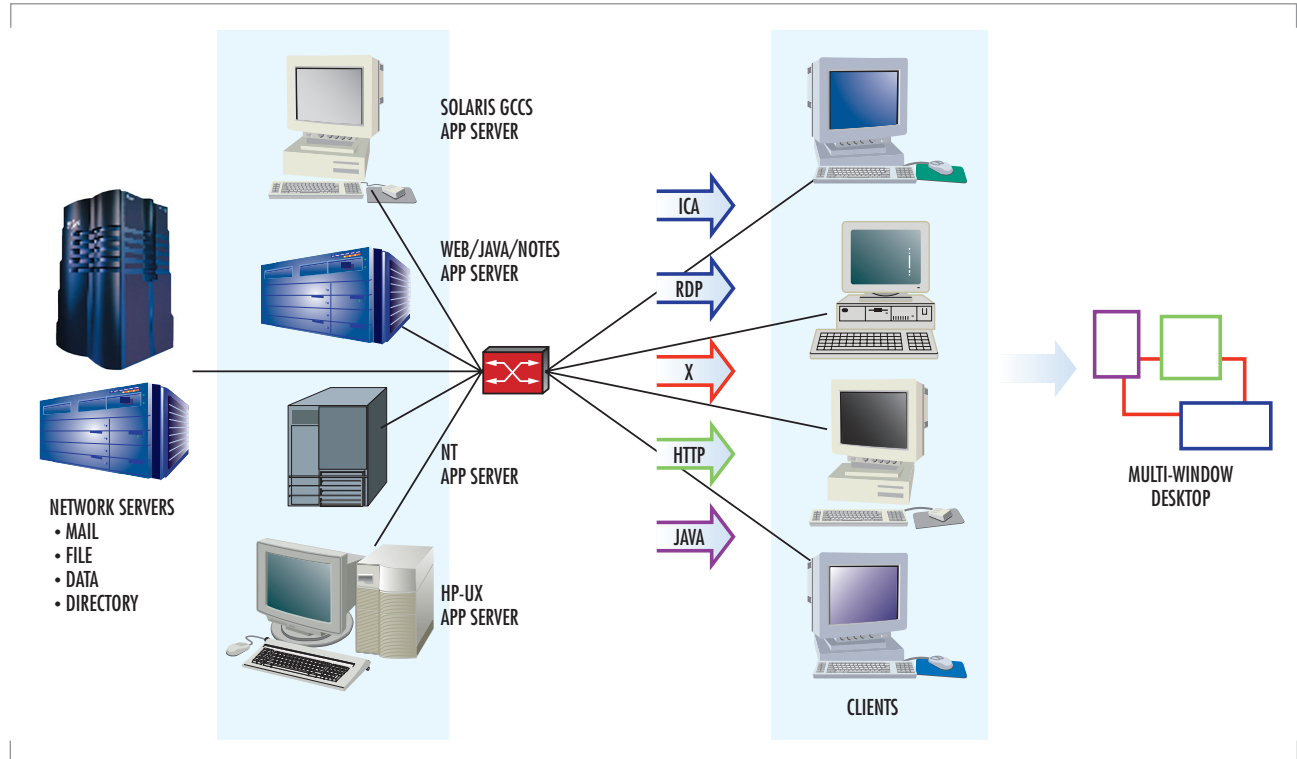 SOLARIS GCCS
APP SERVER
WEB/JAVA/NOTES
APP SERVER
NT
APP SERVER
HP-UX
APP SERVER
NETWORK SERVERS
• MAIL
• FILE
• DATA
• DIRECTORY
ICA
RDP
X
HTTP
JAVA
CLIENTS
MULTI-WINDOW
DESKTOP